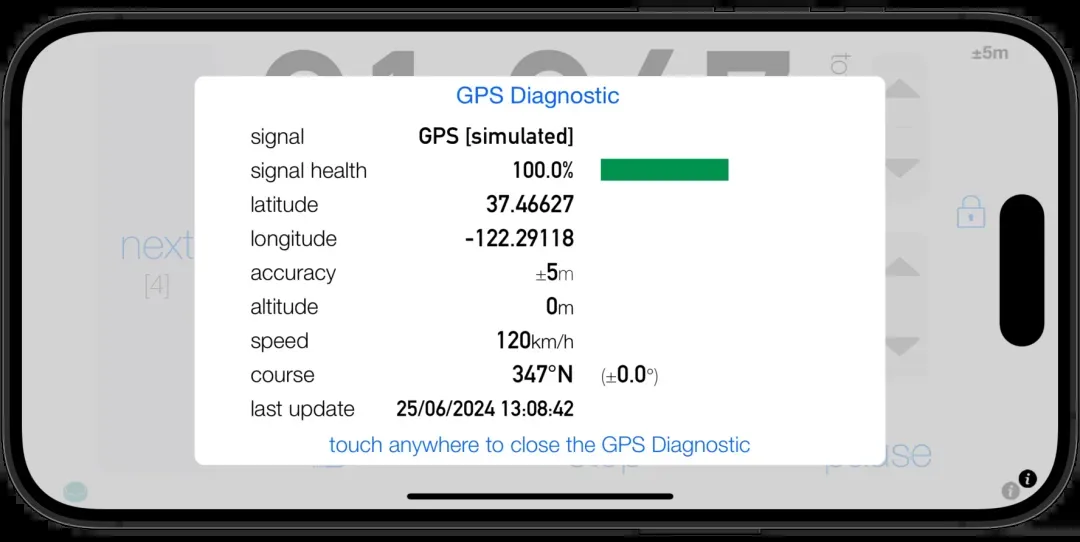 ±5m
GPS Diagnostic
signal GPS [simulated]
signal health 100.0%
latitude 37.46627
longitude -122.29118
accuracy ±5m
altitude 0m
speed 120km/h
course 347°N (±0.0°)
last update 25/06/2024 13:08:42
touch anywhere to close the GPS Diagnostic
next
[4]
stop
pause